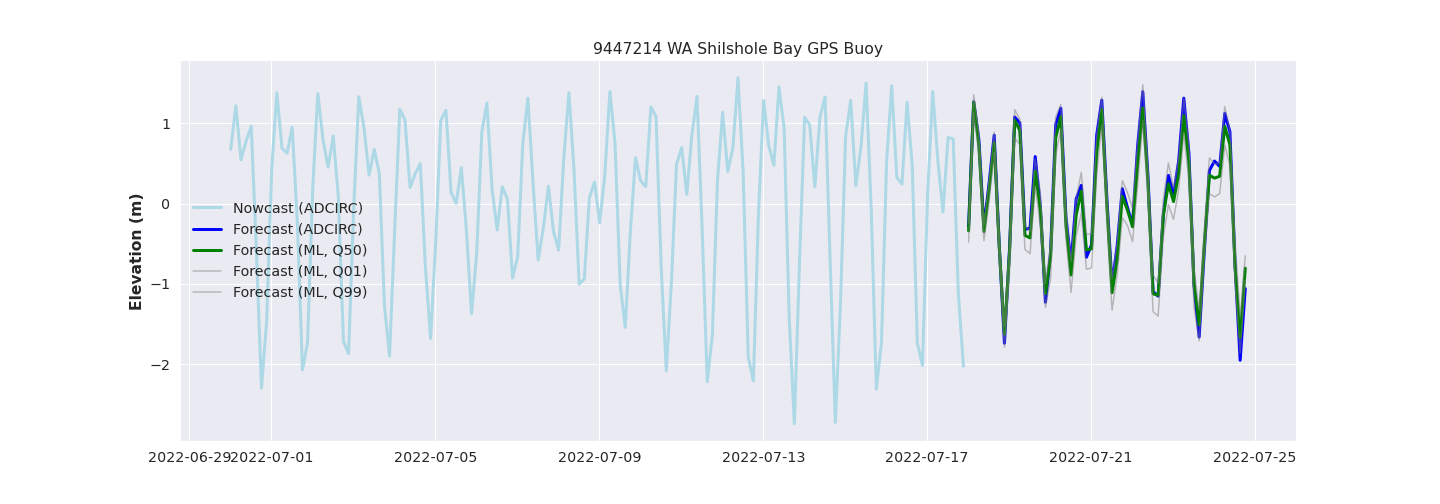 9447214 WA Shilshole Bay GPS Buoy
Elevation (m)
1
0
−1
−2
Nowcast (ADCIRC)
Forecast (ADCIRC)
Forecast (ML, Q50)
Forecast (ML, Q01)
Forecast (ML, Q99)
2022-06-29 2022-07-01 2022-07-05 2022-07-09 2022-07-13 2022-07-17 2022-07-21 2022-07-25